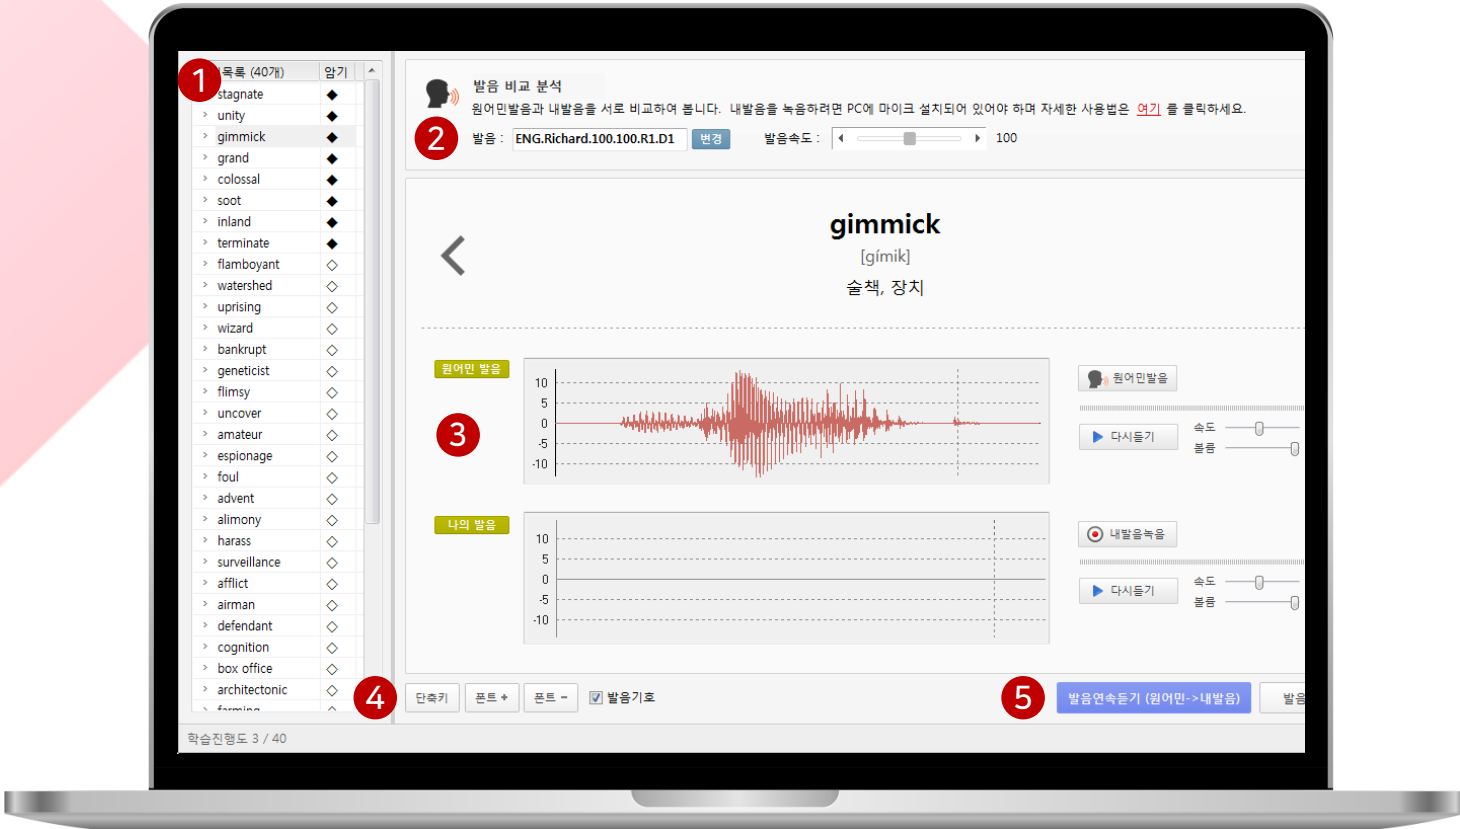 1
목록 (40개) 암기
stagnate
unity
gimmick
grand
colossal
soot
inland
terminate
flamboyant
watershed
uprising
wizard
bankrupt
geneticist
flimsy
uncover
amateur
espionage
foul
advent
alimony
harass
surveillance
afflict
airman
defendant
cognition
box office
architectonic
farming
학습진행도 3 / 40
발음 비교 분석
원어민발음과 내발음을 서로 비교하여 봅니다. 내발음을 녹음하려면 PC에 마이크 설치되어 있어야 하며 자세한 사용법은 여기 를 클릭하세요.
2
발음 : ENG.Richard.100.100.R1.D1 변경 발음속도 : 100
gimmick
[gímik]
술책, 장치
3
원어민 발음
10
5
0
-5
-10
원어민발음
다시듣기 속도
볼륨
나의 발음
10
5
0
-5
-10
내발음녹음
다시듣기 속도
볼륨
4
단축키 폰트 + 폰트 - 발음기호
5
발음연속듣기 (원어민->내발음) 발음